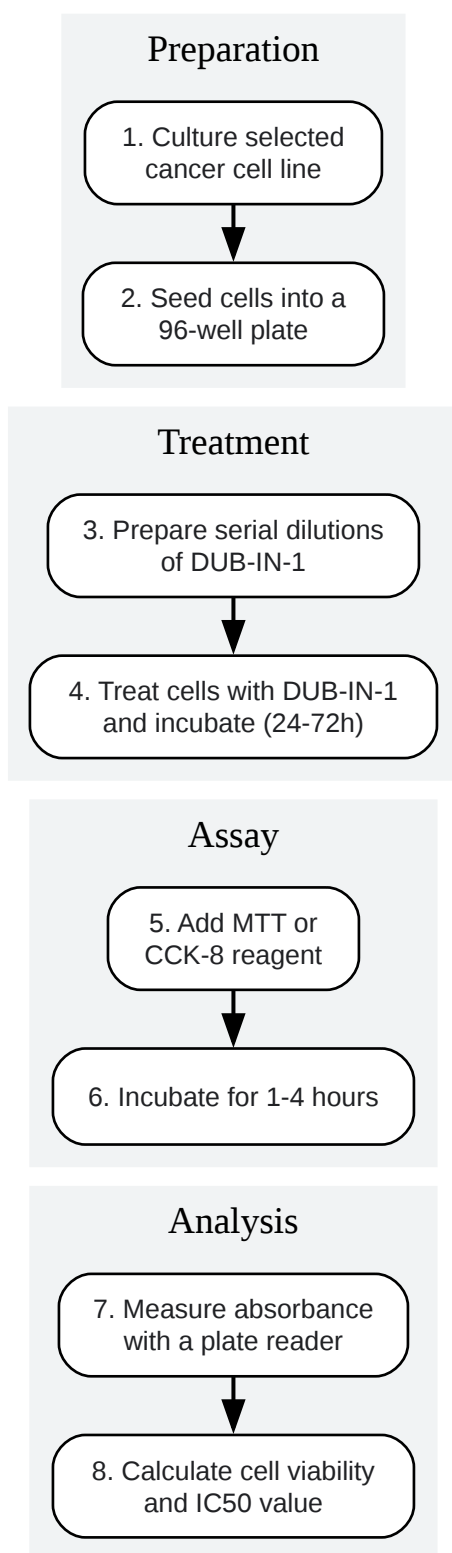 Preparation
1. Culture selected
cancer cell line
2. Seed cells into a
96-well plate
Treatment
3. Prepare serial dilutions
of DUB-IN-1
4. Treat cells with DUB-IN-1
and incubate (24-72h)
Assay
5. Add MTT or
CCK-8 reagent
6. Incubate for 1-4 hours
Analysis
7. Measure absorbance
with a plate reader
8. Calculate cell viability
and IC50 value